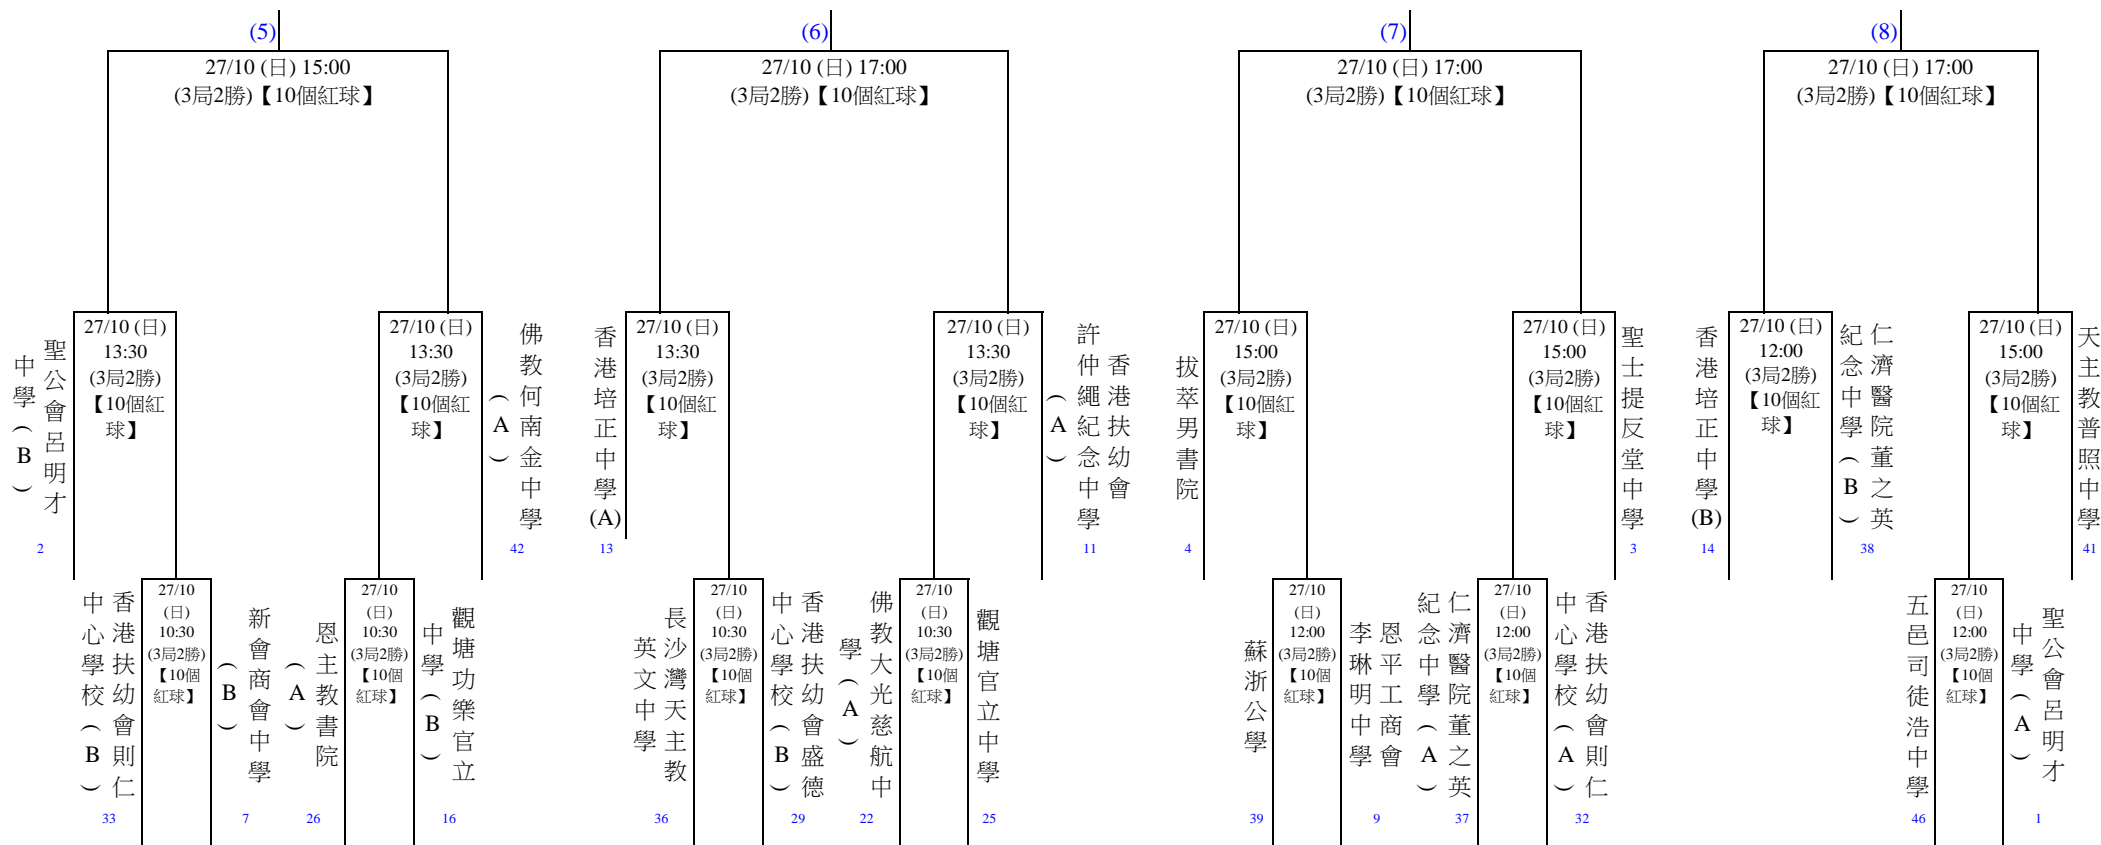 (5)
27/10 (日) 15:00
(3局2勝)【10個紅球】
(6)
27/10 (日) 17:00
(3局2勝)【10個紅球】
(7)
27/10 (日) 17:00
(3局2勝)【10個紅球】
(8)
27/10 (日) 17:00
(3局2勝)【10個紅球】
聖公會呂明才
中學（B）
2
27/10 (日)
13:30
(3局2勝)
【10個紅
球】
27/10 (日)
13:30
(3局2勝)
【10個紅
球】
佛教何南金中學
（A）
42
香港培正中學(A)
13
27/10 (日)
13:30
(3局2勝)
【10個紅
球】
27/10 (日)
13:30
(3局2勝)
【10個紅
球】
香港扶幼會
許仲繩紀念中學
（A）
11
拔萃男書院
4
27/10 (日)
15:00
(3局2勝)
【10個紅
球】
27/10 (日)
15:00
(3局2勝)
【10個紅
球】
聖士提反堂中學
3
香港培正中學(B)
14
27/10 (日)
12:00
(3局2勝)
【10個紅
球】
仁濟醫院董之英
紀念中學（B）
38
27/10 (日)
15:00
(3局2勝)
【10個紅
球】
天主教普照中學
41
香港扶幼會則仁
中心學校（B）
33
27/10
(日)
10:30
(3局2勝)
【10個
紅球】
新會商會中學
（B）
7
恩主教書院
（A）
26
27/10
(日)
10:30
(3局2勝)
【10個
紅球】
觀塘功樂官立
中學（B）
16
長沙灣天主教
英文中學
36
27/10
(日)
10:30
(3局2勝)
【10個
紅球】
香港扶幼會盛德
中心學校（B）
29
佛教大光慈航中
學（A）
22
27/10
(日)
10:30
(3局2勝)
【10個
紅球】
觀塘官立中學
25
蘇浙公學
39
27/10
(日)
12:00
(3局2勝)
【10個
紅球】
恩平工商會
李琳明中學
9
仁濟醫院董之英
紀念中學（A）
37
27/10
(日)
12:00
(3局2勝)
【10個
紅球】
香港扶幼會則仁
中心學校（A）
32
五邑司徒浩中學
46
27/10
(日)
12:00
(3局2勝)
【10個
紅球】
聖公會呂明才
中學（A）
1